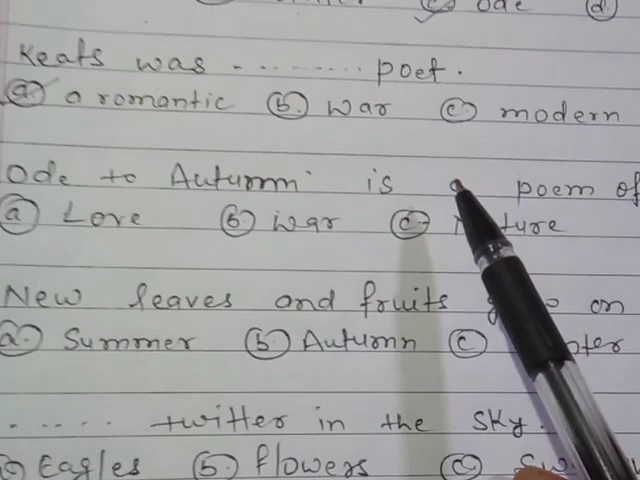 (c) Ode (d)
Keats was ......... poet.
(a) a romantic (b) War (c) modern
Ode to Autumn is a poem of
(a) Love (b) War (c)
New leaves and fruits on
(a) Summer (b) Autumn (c)
...... twitter in the sky.
Eagles (b) flowers (c)